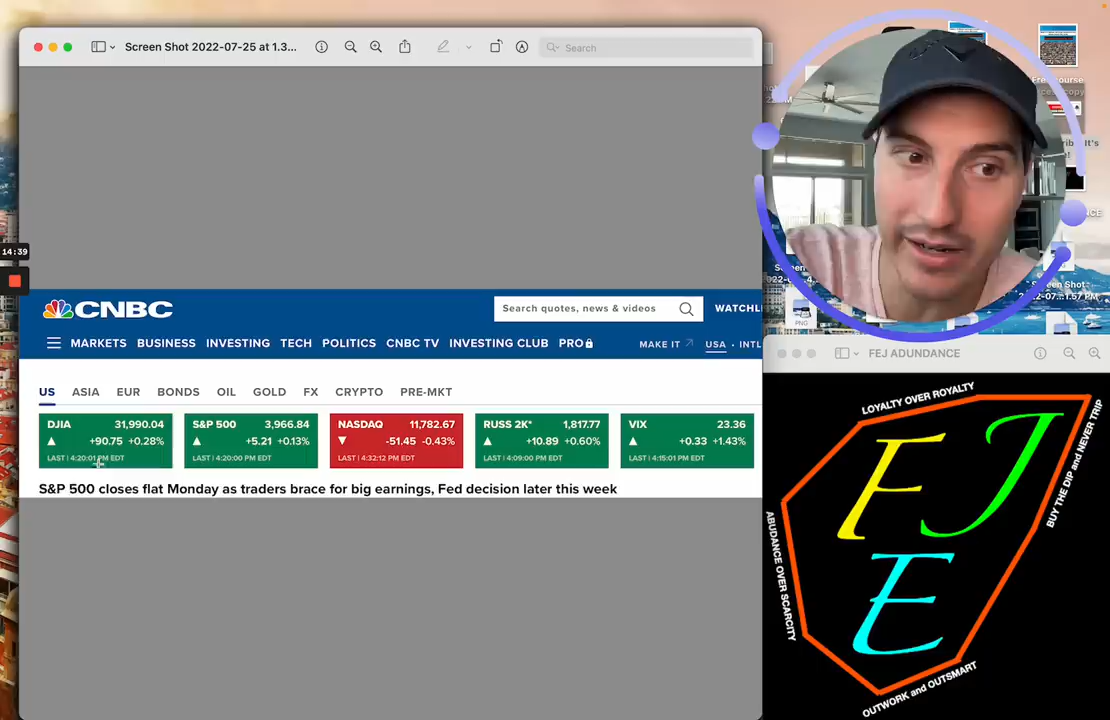 Screen Shot 2022-07-25 at 1.3...
Search
14:39
CNBC
Search quotes, news & videos
WATCHL
MARKETS BUSINESS INVESTING TECH POLITICS CNBC TV INVESTING CLUB PRO
MAKE IT USA • INTL
US ASIA EUR BONDS OIL GOLD FX CRYPTO PRE-MKT
DJIA 31,990.04
+90.75 +0.28%
LAST | 4:20:01 PM EDT
S&P 500 3,966.84
+5.21 +0.13%
LAST | 4:20:00 PM EDT
NASDAQ 11,782.67
-51.45 -0.43%
LAST | 4:32:12 PM EDT
RUSS 2K* 1,817.77
+10.89 +0.60%
LAST | 4:09:00 PM EDT
VIX 23.36
+0.33 +1.43%
LAST | 4:15:01 PM EDT
S&P 500 closes flat Monday as traders brace for big earnings, Fed decision later this week
copy
Screen Shot
PNG
FEJ ADUNDANCE
LOYALTY OVER ROYALTY
BUY THE DIP and NEVER TRIP
ABUDANCE OVER SCARCITY
OUTWORK and OUTSMART
F J
E